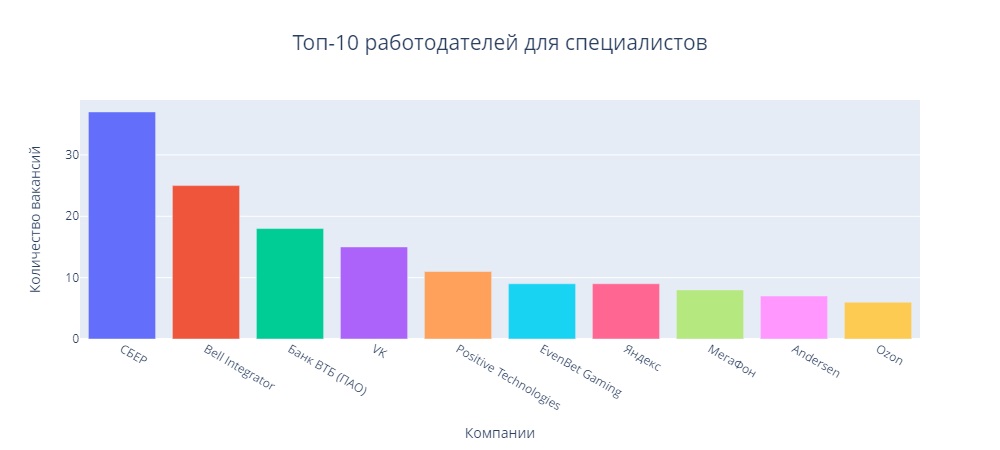 Топ-10 работодателей для специалистов
Количество вакансий
30
20
10
0
СБЕР
Bell Integrator
Банк ВТБ (ПАО)
VK
Positive Technologies
EvenBet Gaming
Яндекс
МегаФон
Andersen
Ozon
Компании